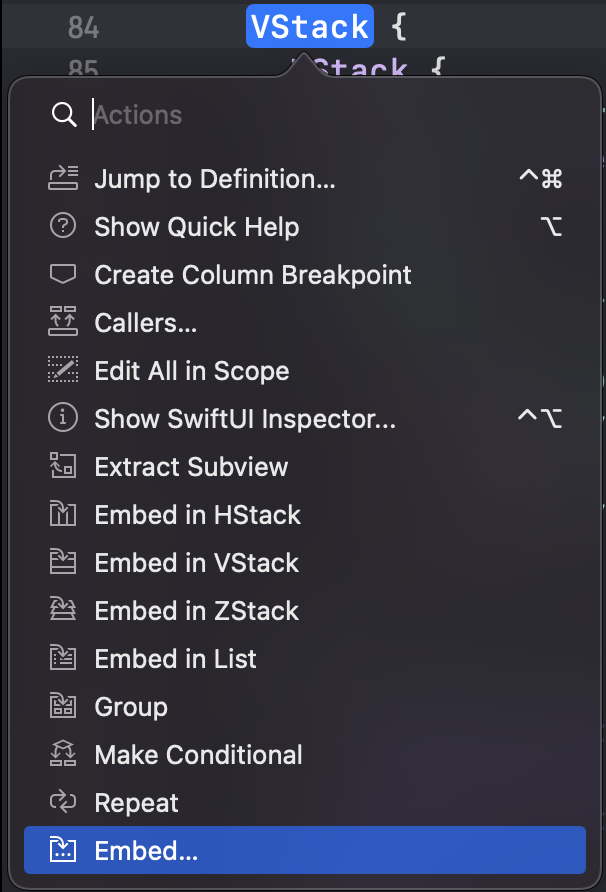 84 VStack {
85 Stack {
Actions
Jump to Definition... ^⌘
Show Quick Help ⌥
Create Column Breakpoint
Callers...
Edit All in Scope
Show SwiftUI Inspector... ^⌥
Extract Subview
Embed in HStack
Embed in VStack
Embed in ZStack
Embed in List
Group
Make Conditional
Repeat
Embed...